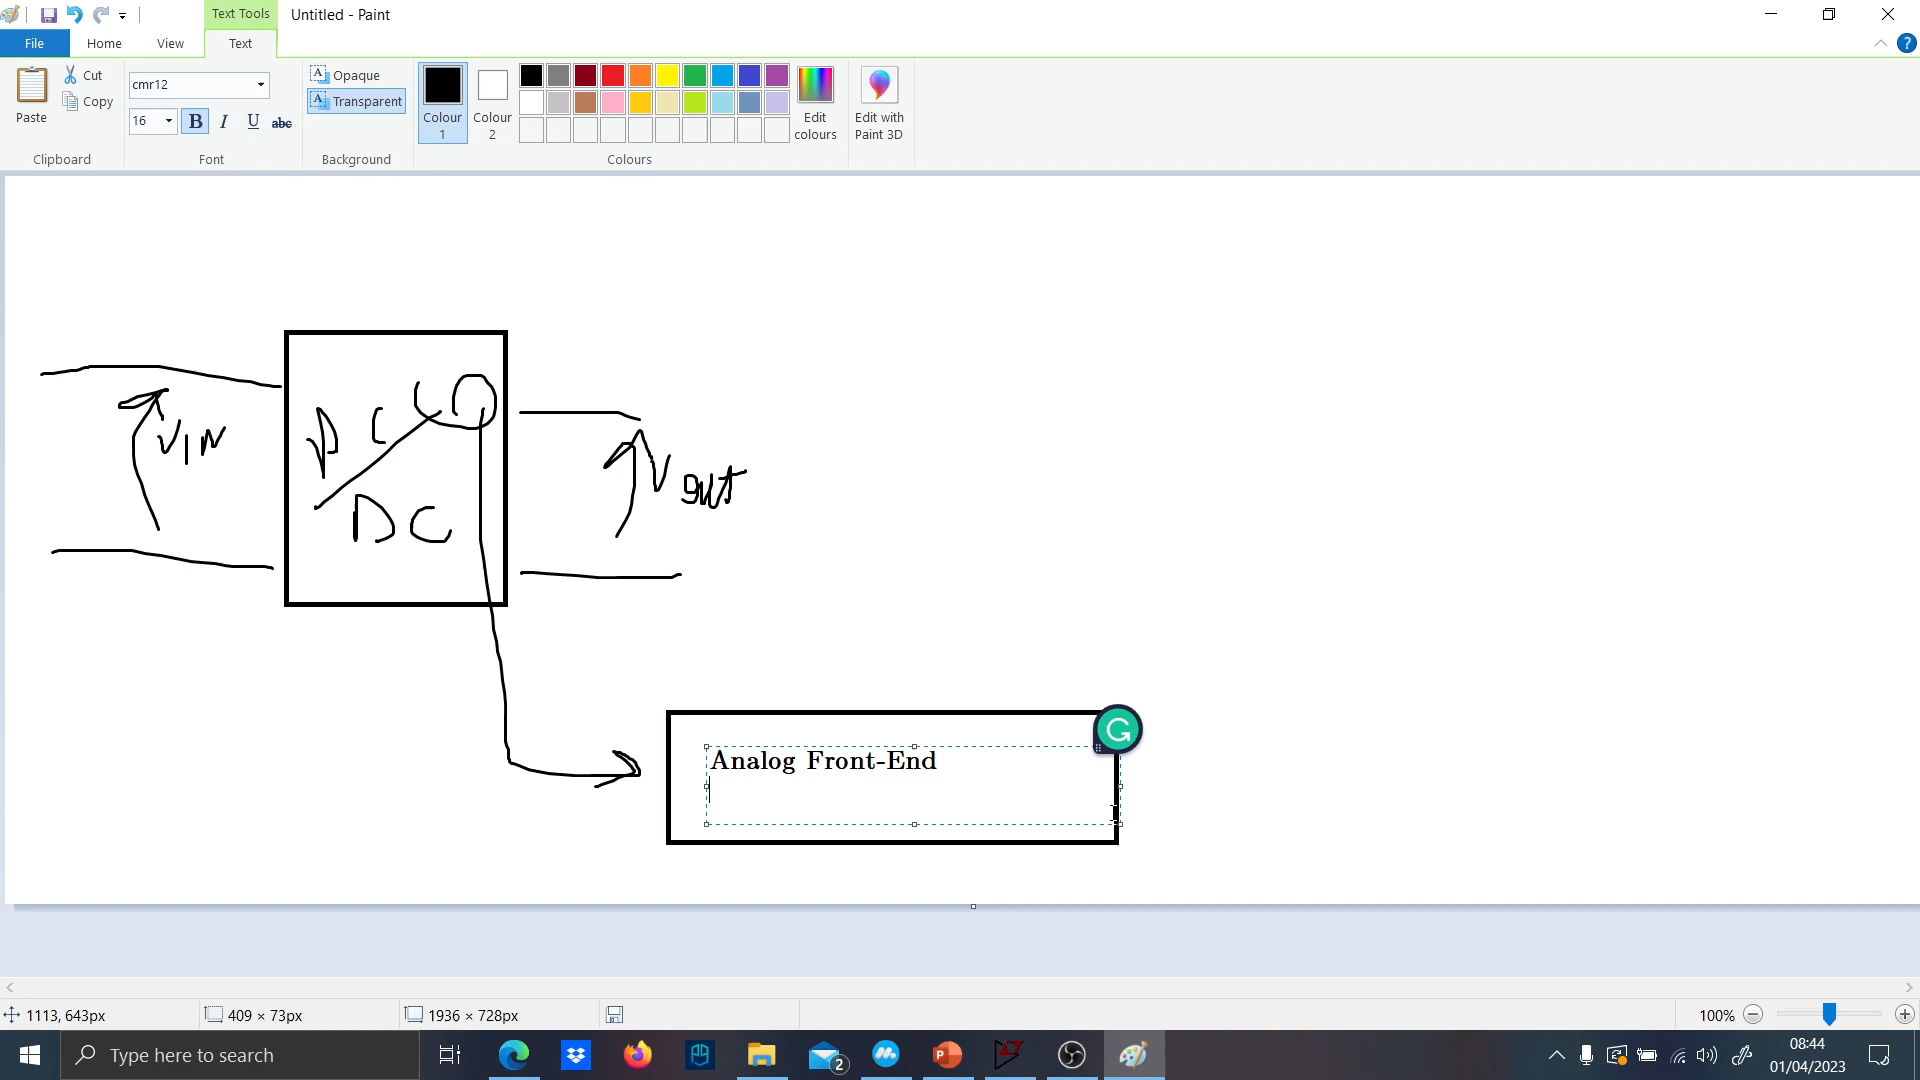 Text Tools
Untitled - Paint
File
Home
View
Text
?
Paste
Cut
Copy
Clipboard
cmr12
16
B
I
U
abc
Font
A
Opaque
A
Transparent
Background
Colour
1
Colour
2
Colours
Edit
colours
Edit with
Paint 3D
VIN
DC
DC
Vout
Analog Front-End
G
1113, 643px
409 × 73px
1936 × 728px
100%
Type here to search
P
2
08:44
01/04/2023